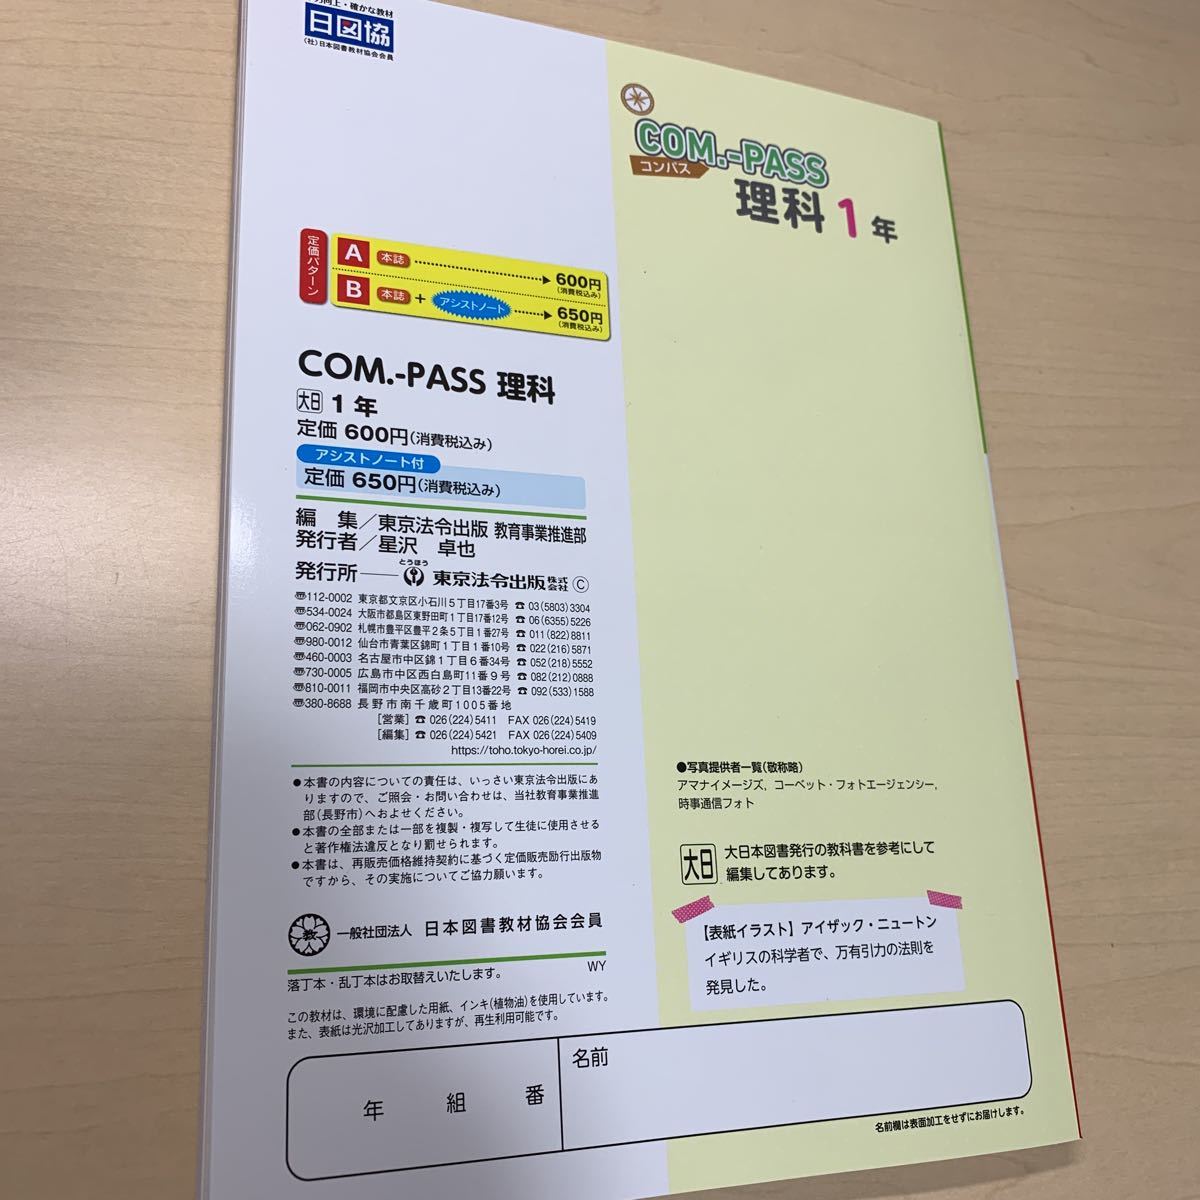 力向上・確かな教材
日図協
(社)日本図書教材協会会員
COM.-PASS
コンパス
理科 1 年
定価パターン
A 本誌 600円
(消費税込み)
B 本誌 + アシストノート 650円
(消費税込み)
COM.-PASS 理科
大日 1 年
定価 600円(消費税込み)
アシストノート付
定価 650円(消費税込み)
編 集／東京法令出版 教育事業推進部
発行者／星沢 卓也
とうほう
発行所── 東京法令出版 株式会社 Ⓒ
〠112-0002 東京都文京区小石川5丁目17番3号 ☎ 03(5803)3304
〠534-0024 大阪市都島区東野田町1丁目17番12号 ☎ 06(6355)5226
〠062-0902 札幌市豊平区豊平2条5丁目1番27号 ☎ 011(822)8811
〠980-0012 仙台市青葉区錦町1丁目1番10号 ☎ 022(216)5871
〠460-0003 名古屋市中区錦1丁目6番34号 ☎ 052(218)5552
〠730-0005 広島市中区西白島町11番9号 ☎ 082(212)0888
〠810-0011 福岡市中央区高砂2丁目13番22号 ☎ 092(533)1588
〠380-8688 長野市南千歳町1005番地
[営業] ☎ 026(224)5411 FAX 026(224)5419
[編集] ☎ 026(224)5421 FAX 026(224)5409
https://toho.tokyo-horei.co.jp/
●本書の内容についての責任は、いっさい東京法令出版にあ
りますので、ご照会・お問い合わせは、当社教育事業推進
部(長野市)へおよせください。
●本書の全部または一部を複製・複写して生徒に使用させる
と著作権法違反となり罰せられます。
●本書は、再販売価格維持契約に基づく定価販売励行出版物
ですから、その実施についてご協力願います。
教 一般社団法人 日本図書教材協会会員
落丁本・乱丁本はお取替えいたします。 WY
この教材は、環境に配慮した用紙、インキ(植物油)を使用しています。
また、表紙は光沢加工してありますが、再生利用可能です。
●写真提供者一覧(敬称略)
アマナイメージズ, コーベット・フォトエージェンシー,
時事通信フォト
大日 大日本図書発行の教科書を参考にして
編集してあります。
【表紙イラスト】アイザック・ニュートン
イギリスの科学者で、万有引力の法則を
発見した。
年 組 番 名前
名前欄は表面加工をせずにお届けします。